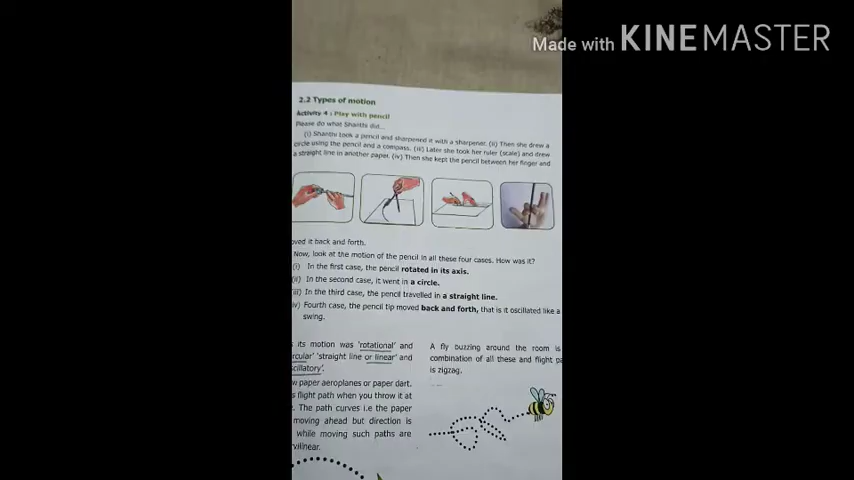 Made with KINEMASTER
2.2 Types of motion
Activity 4 : Play with pencil
Please do what Shanthi did...
(i) Shanthi took a pencil and sharpened it with a sharpener. (ii) Then she drew a
circle using the pencil and a compass. (iii) Later she took her ruler (scale) and drew
a straight line in another paper. (iv) Then she kept the pencil between her finger and
oved it back and forth.
Now, look at the motion of the pencil in all these four cases. How was it?
(i) In the first case, the pencil rotated in its axis.
(ii) In the second case, it went in a circle.
(iii) In the third case, the pencil travelled in a straight line.
iv) Fourth case, the pencil tip moved back and forth, that is it oscillated like a
swing.
its motion was 'rotational' and
rcular' 'straight line or linear' and
scillatory'.
w paper aeroplanes or paper dart.
s flight path when you throw it at
. The path curves i.e the paper
moving ahead but direction is
while moving such paths are
vilinear.
A fly buzzing around the room is
combination of all these and flight pa
is zigzag.